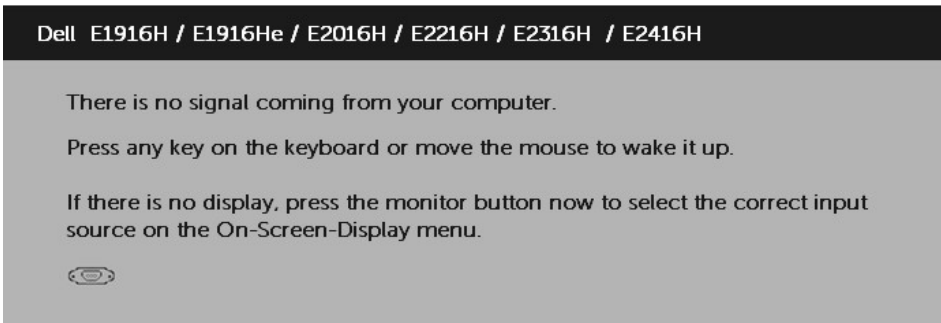 Dell E1916H / E1916He / E2016H / E2216H / E2316H / E2416H
There is no signal coming from your computer.
Press any key on the keyboard or move the mouse to wake it up.
If there is no display, press the monitor button now to select the correct input
source on the On-Screen-Display menu.